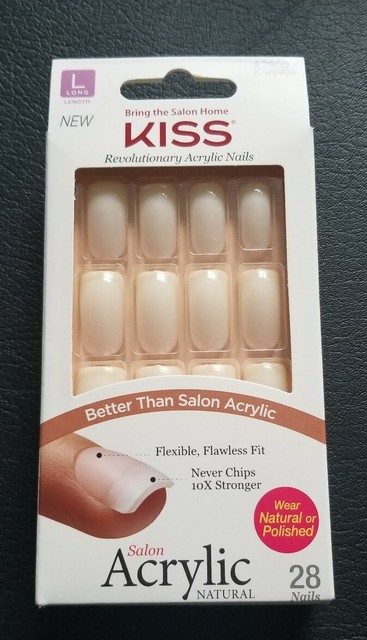 L
LONG
LENGTH
NEW
Bring the Salon Home
KISS®
Revolutionary Acrylic Nails
Better Than Salon Acrylic
Flexible, Flawless Fit
Never Chips
10X Stronger
Wear
Natural or
Polished
Salon
Acrylic
NATURAL
28
Nails